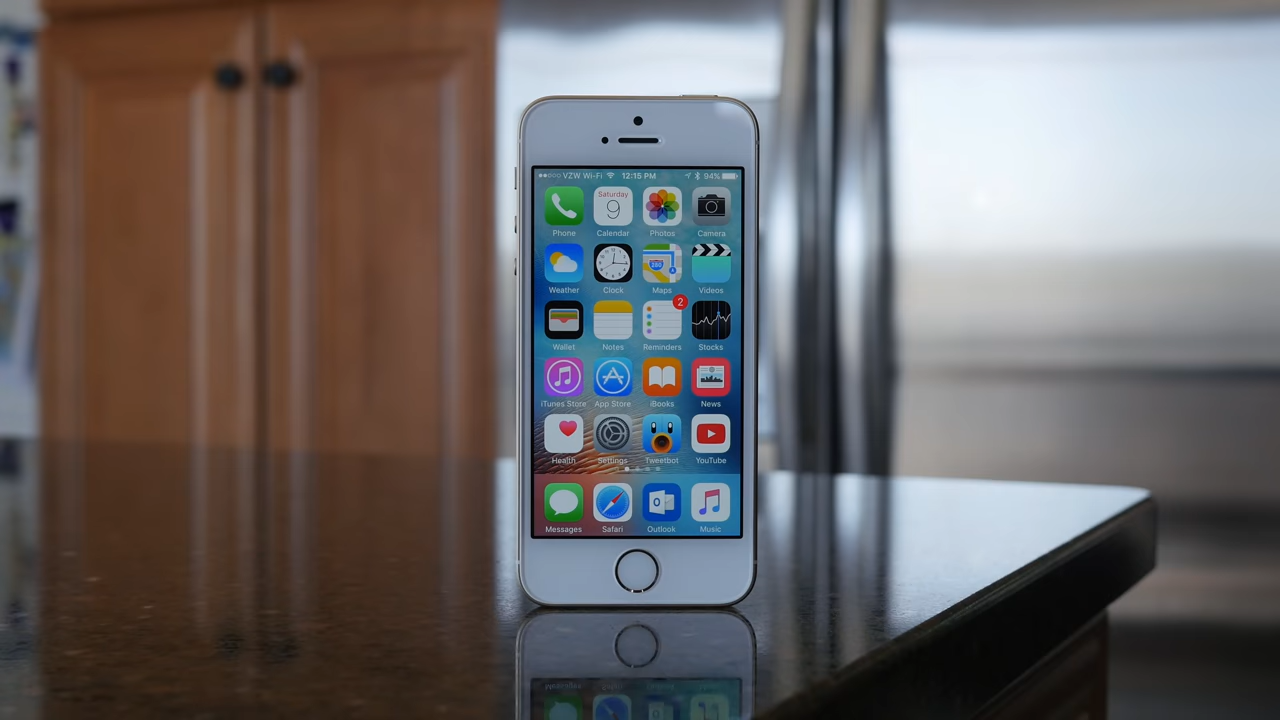 VZW Wi-Fi 12:15 PM 94%
Saturday
9
Phone Calendar Photos Camera
280
Weather Clock Maps Videos
2
Wallet Notes Reminders Stocks
iTunes Store App Store iBooks News
Health Settings Tweetbot YouTube
Messages Safari Outlook Music